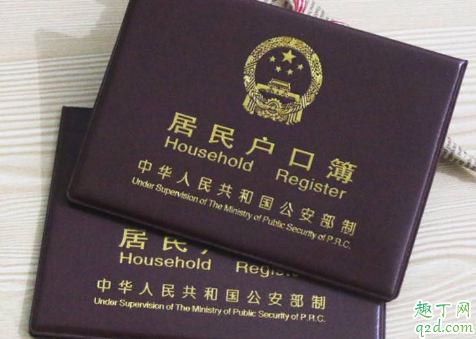 居民户口簿
Household Register
中华人民共和国公安部制
Under Supervision of The Ministry of Public Security of P.R.C.
居民户
Household Regist
中华人民共和国公安部制
Under Supervision of The Ministry of Public Security of P.R.C.
趣丁网
q2d.com